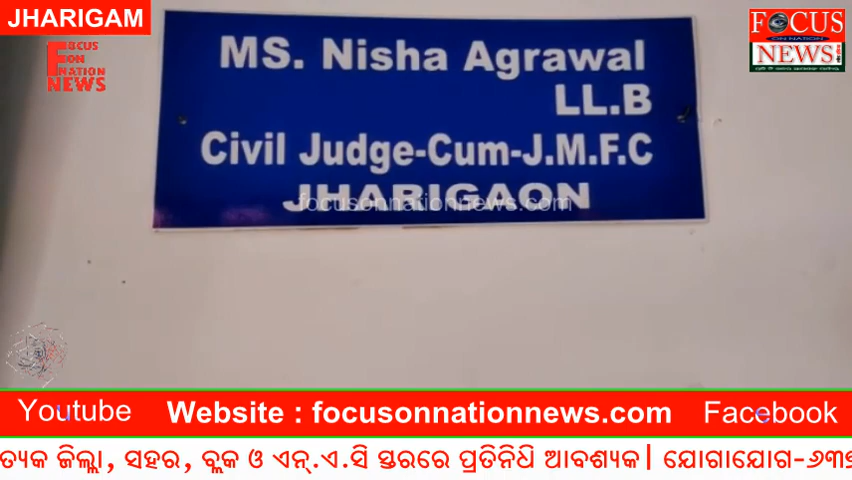 JHARIGAM
FOCUS
ON
NATION
NEWS
MS. Nisha Agrawal
LL.B
Civil Judge-Cum-J.M.F.C
JHARIGAON
focusonnationnews.com
FOCUS
ON NATION
NEWS
Youtube Website : focusonnationnews.com Facebook
ତ୍ୟକ ଜିଲ୍ଲା, ସହର, ବ୍ଲକ ଓ ଏନ୍.ଏ.ସି ସ୍ତରରେ ପ୍ରତିନିଧି ଆବଶ୍ୟକ| ଯୋଗାଯୋଗ-୬୩୭